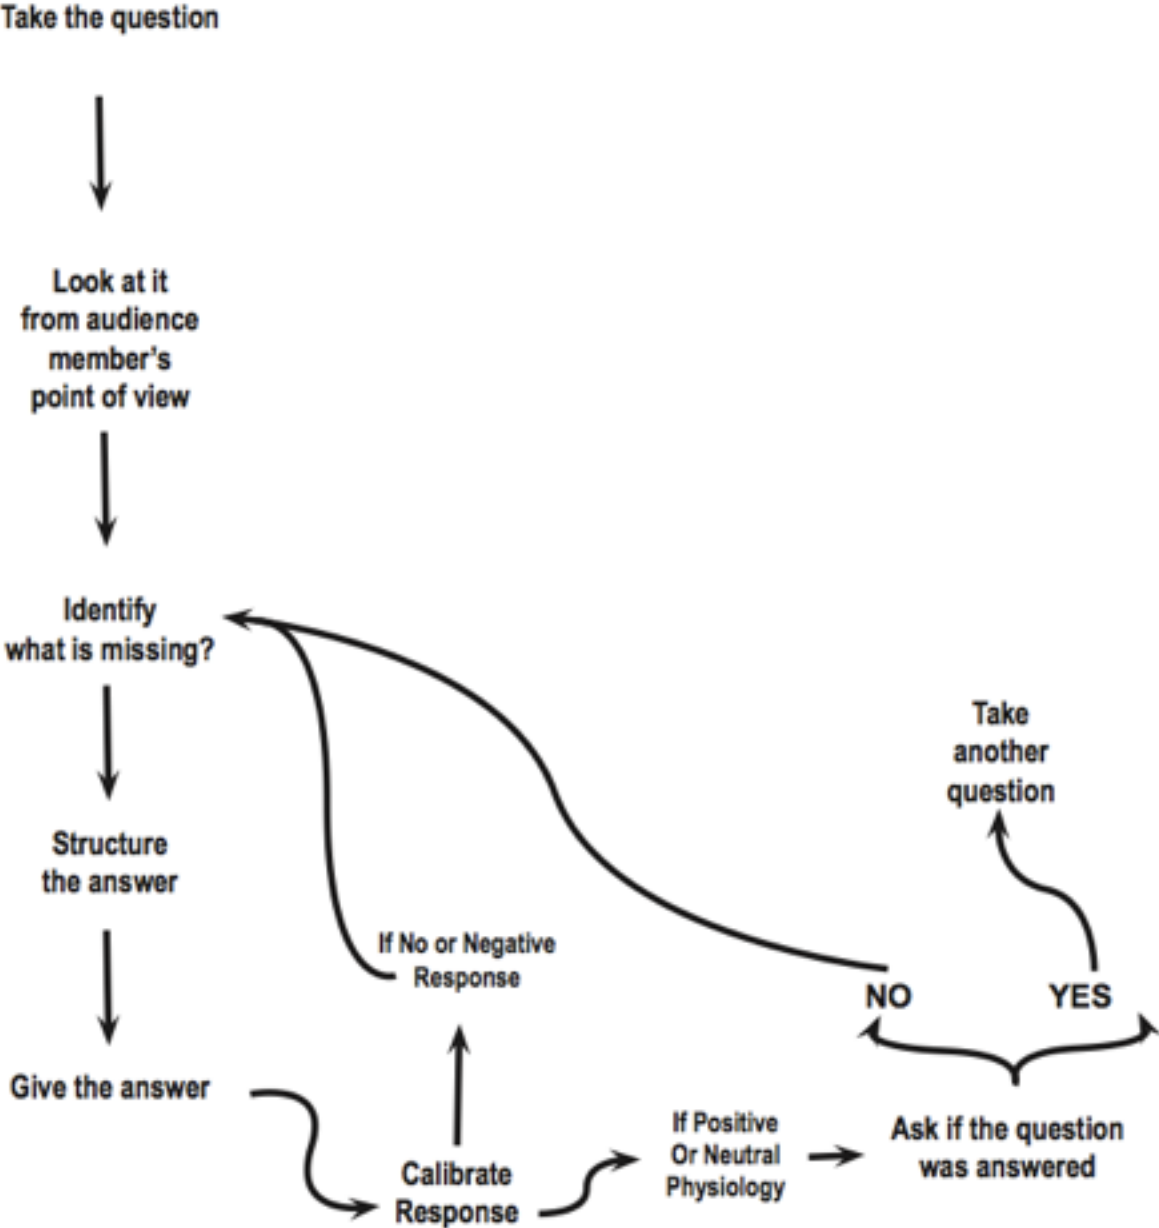 Take the question
Look at it
from audience
member's
point of view
Identify
what is missing?
Structure
the answer
Give the answer
Calibrate
Response
If No or Negative
Response
If Positive
Or Neutral
Physiology
Ask if the question
was answered
NO
YES
Take
another
question